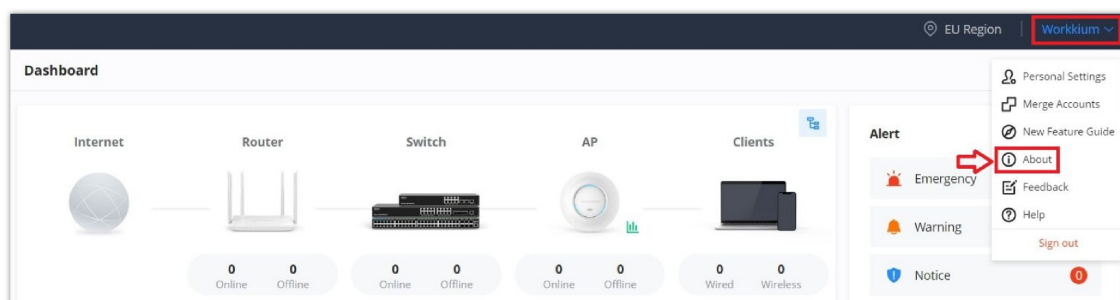 EU Region Workkium
Dashboard
Personal Settings
Merge Accounts
New Feature Guide
About
Feedback
Help
Sign out
Internet Router Switch AP Clients
0 0 0 0 0 0 0 0
Online Offline Online Offline Online Offline Wired Wireless
Alert
Emergency
Warning
Notice 0